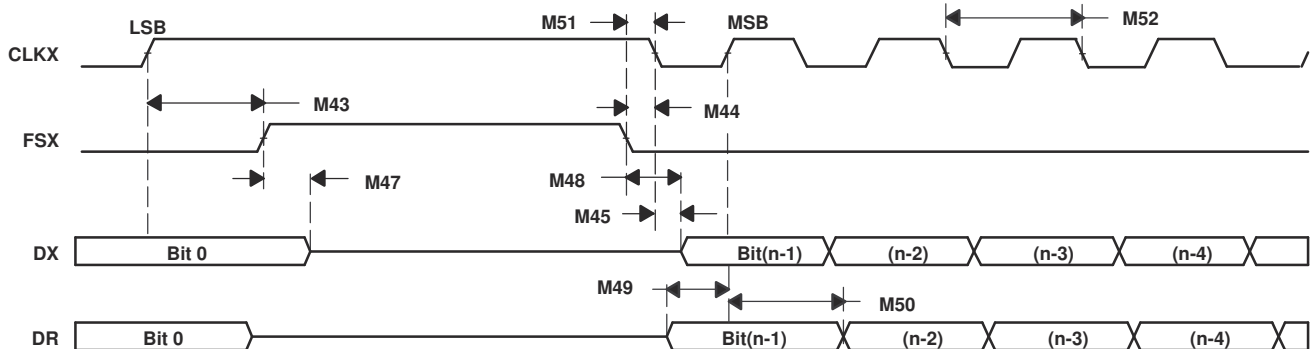 LSB
M51
MSB
M52
CLKX
M43
M44
FSX
M47
M48
M45
DX
Bit 0
Bit(n-1)
(n-2)
(n-3)
(n-4)
M49
M50
DR
Bit 0
Bit(n-1)
(n-2)
(n-3)
(n-4)